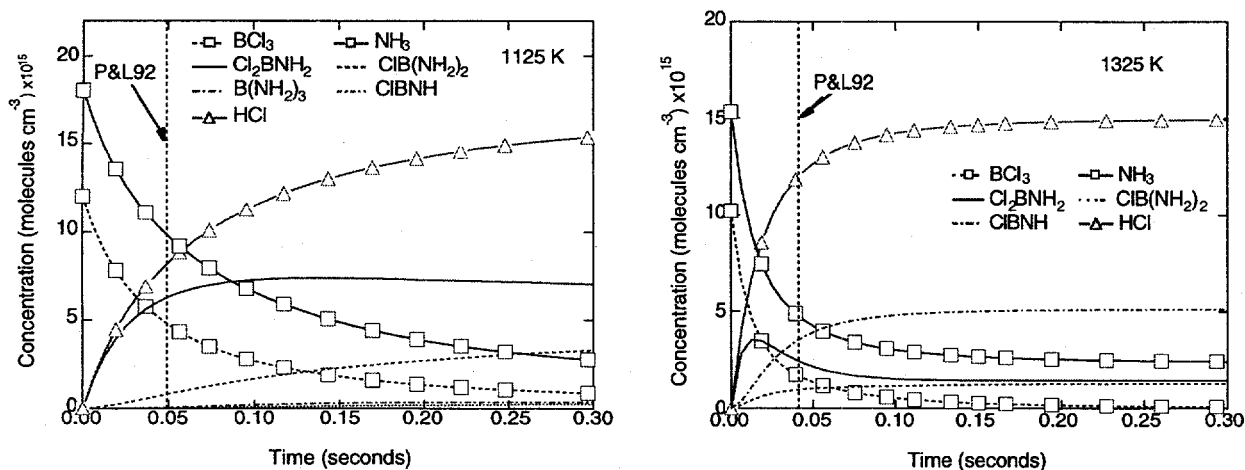 Concentration (molecules cm-3) x10^15
20
15
10
5
0
P&L92
BCl3
NH3
Cl2BNH2
ClB(NH2)2
B(NH2)3
ClBNH
HCl
1125 K
0.00
0.05
0.10
0.15
0.20
0.25
0.30
Time (seconds)
Concentration (molecules cm-3) x10^15
20
15
10
5
0
P&L92
1325 K
BCl3
NH3
Cl2BNH2
ClB(NH2)2
ClBNH
HCl
0.00
0.05
0.10
0.15
0.20
0.25
0.30
Time (seconds)